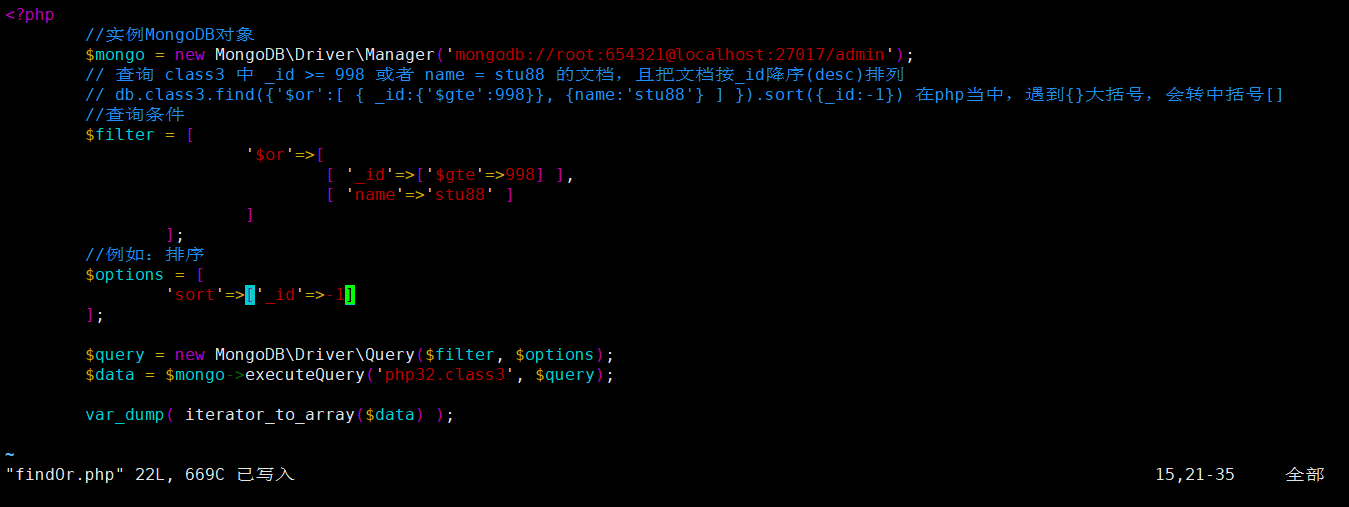 <?php
//实例MongoDB对象
$mongo = new MongoDB\Driver\Manager('mongodb://root:654321@localhost:27017/admin');
// 查询 class3 中 _id >= 998 或者 name = stu88 的文档，且把文档按_id降序(desc)排列
// db.class3.find({'$or':[ { _id:{'$gte':998}}, {name:'stu88'} ] }).sort({_id:-1}) 在php当中，遇到{}大括号，会转中括号[]
//查询条件
$filter = [
'$or'=>[
[ '_id'=>['$gte'=>998] ],
[ 'name'=>'stu88' ]
]
];
//例如：排序
$options = [
'sort'=>['_id'=>-1]
];
$query = new MongoDB\Driver\Query($filter, $options);
$data = $mongo->executeQuery('php32.class3', $query);
var_dump( iterator_to_array($data) );
~
"findOr.php" 22L, 669C 已写入 15,21-35 全部